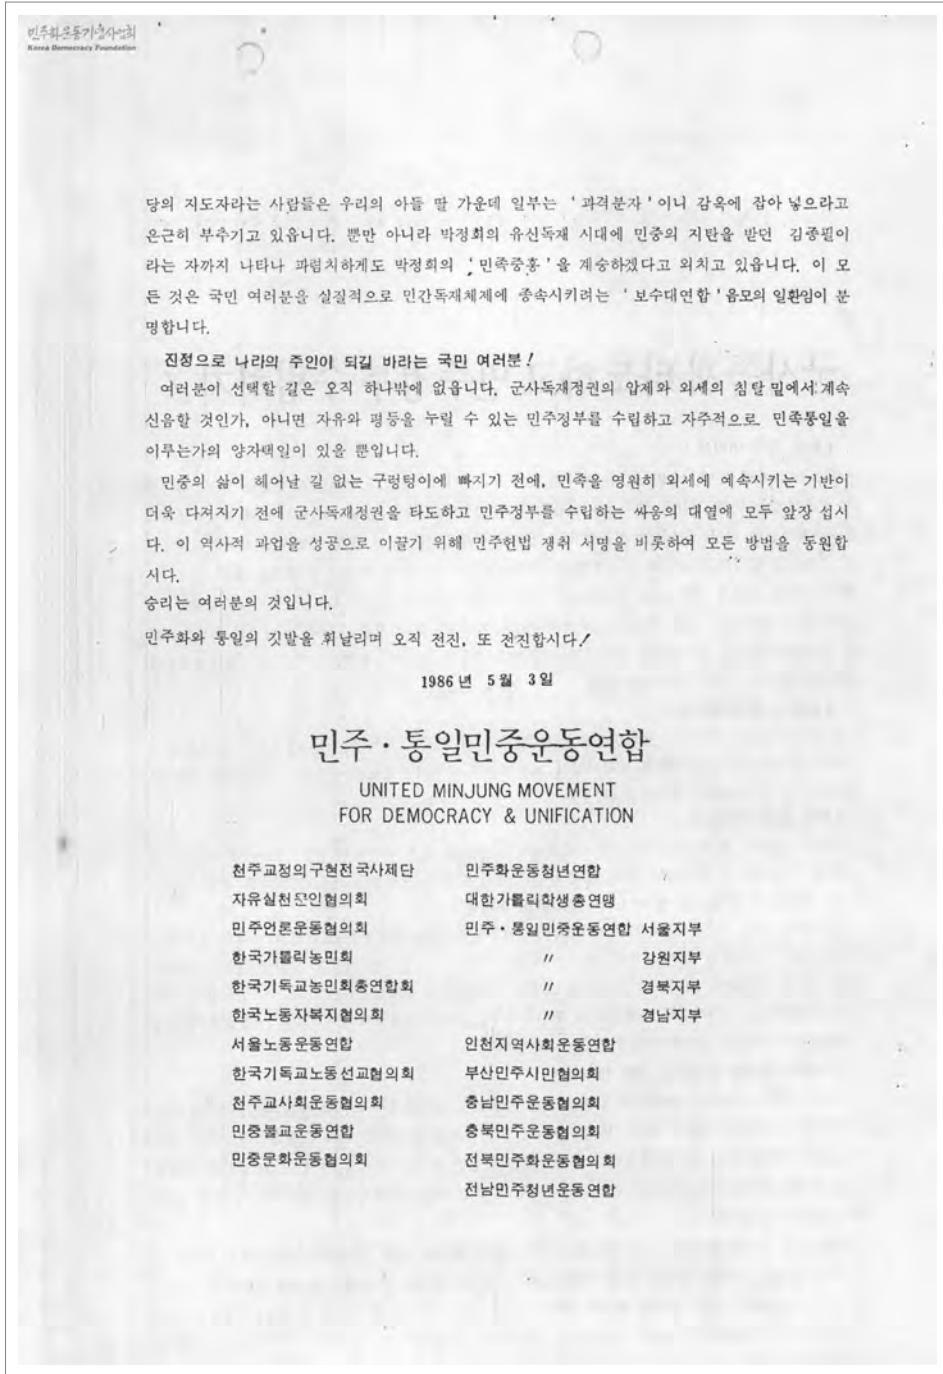 민주화운동기념사업회
Korea Democracy Foundation
당의 지도자라는 사람들은 우리의 아들 딸 가운데 일부는 '과격분자'이니 감옥에 잡아 넣으라고
은근히 부추기고 있읍니다. 뿐만 아니라 박정희의 유신독재 시대에 민중의 지탄을 받던 김종필이
라는 자까지 나타나 파렴치하게도 박정희의 '민족중흥'을 계승하겠다고 외치고 있읍니다. 이 모
든 것은 국민 여러분을 실질적으로 민간독재체제에 종속시키려는 '보수대연합' 음모의 일환임이 분
명합니다.
진정으로 나라의 주인이 되길 바라는 국민 여러분!
여러분이 선택할 길은 오직 하나밖에 없읍니다. 군사독재정권의 압제와 외세의 침탈 밑에서 계속
신음할 것인가, 아니면 자유와 평등을 누릴 수 있는 민주정부를 수립하고 자주적으로 민족통일을
이루는가의 양자택일이 있을 뿐입니다.
민중의 삶이 헤어날 길 없는 구렁텅이에 빠지기 전에, 민족을 영원히 외세에 예속시키는 기반이
더욱 다져지기 전에 군사독재정권을 타도하고 민주정부를 수립하는 싸움의 대열에 모두 앞장 섭시
다. 이 역사적 과업을 성공으로 이끌기 위해 민주헌법 쟁취 서명을 비롯하여 모든 방법을 동원합
시다.
승리는 여러분의 것입니다.
민주화와 통일의 깃발을 휘날리며 오직 전진, 또 전진합시다!
1986년 5월 3일
민주·통일민중운동연합
UNITED MINJUNG MOVEMENT
FOR DEMOCRACY & UNIFICATION
천주교정의구현전국사제단 민주화운동청년연합
자유실천문인협의회 대한가톨릭학생총연맹
민주언론운동협의회 민주·통일민중운동연합 서울지부
한국가톨릭농민회 〃 강원지부
한국기독교농민회총연합회 〃 경북지부
한국노동자복지협의회 〃 경남지부
서울노동운동연합 인천지역사회운동연합
한국기독교노동선교협의회 부산민주시민협의회
천주교사회운동협의회 충남민주운동협의회
민중불교운동연합 충북민주운동협의회
민중문화운동협의회 전북민주화운동협의회
전남민주청년운동연합